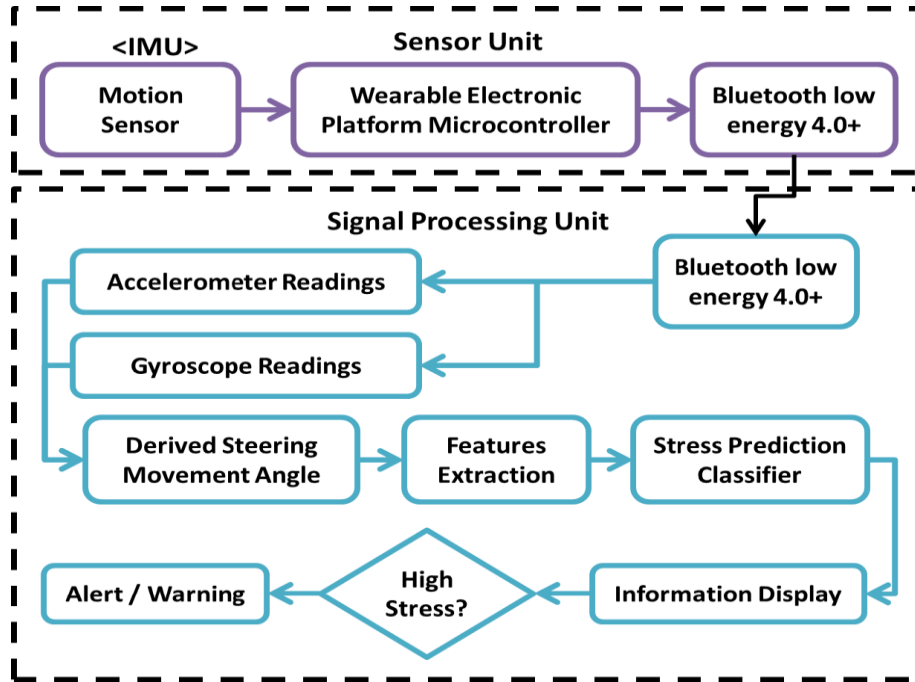 <IMU>
Sensor Unit
Motion
Sensor
Wearable Electronic
Platform Microcontroller
Bluetooth low
energy 4.0+
Signal Processing Unit
Bluetooth low
energy 4.0+
Accelerometer Readings
Gyroscope Readings
Derived Steering
Movement Angle
Features
Extraction
Stress Prediction
Classifier
Alert / Warning
High
Stress?
Information Display